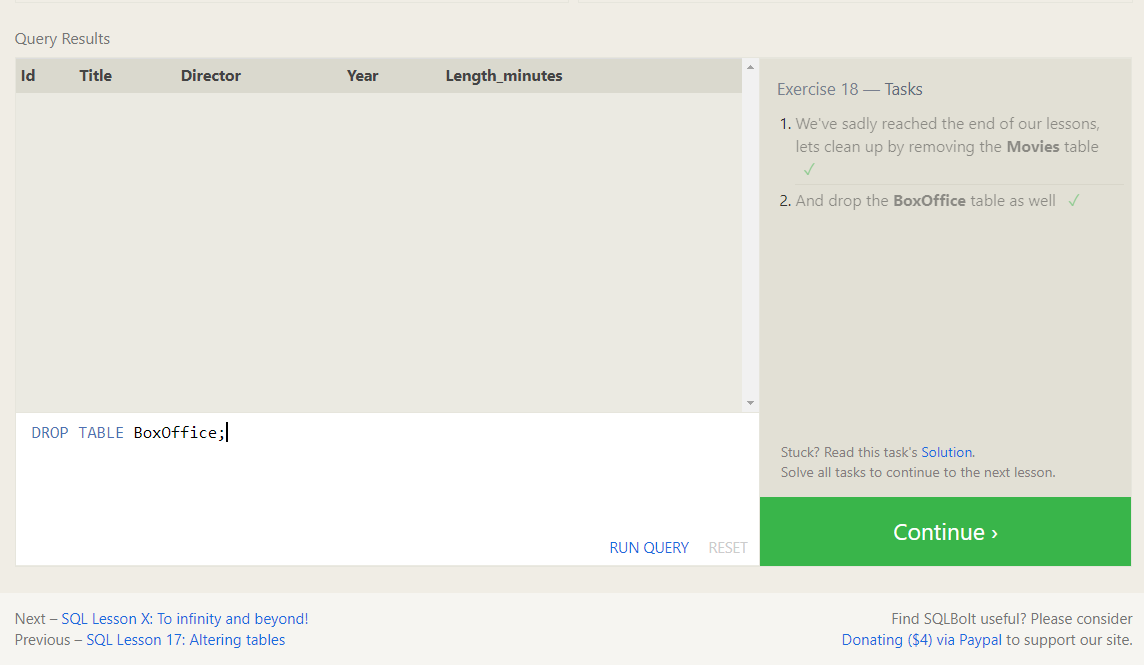 Query Results
Id Title Director Year Length_minutes
Exercise 18 — Tasks
1. We've sadly reached the end of our lessons,
lets clean up by removing the Movies table
✓
2. And drop the BoxOffice table as well ✓
DROP TABLE BoxOffice;
Stuck? Read this task's Solution.
Solve all tasks to continue to the next lesson.
RUN QUERY RESET
Continue ›
Next – SQL Lesson X: To infinity and beyond!
Previous – SQL Lesson 17: Altering tables
Find SQLBolt useful? Please consider
Donating ($4) via Paypal to support our site.